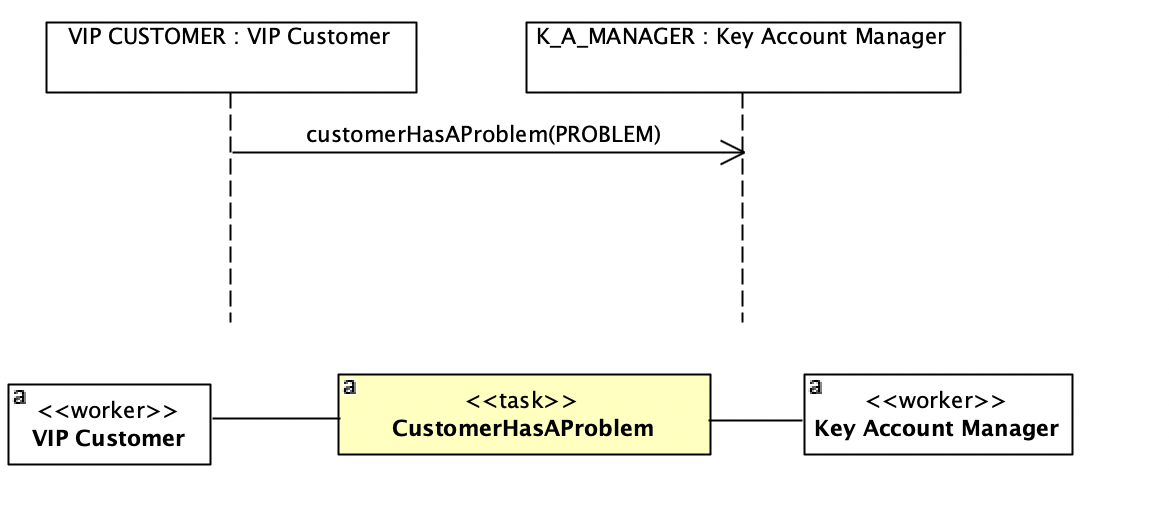 VIP CUSTOMER : VIP Customer
K_A_MANAGER : Key Account Manager
customerHasAProblem(PROBLEM)
a
<<worker>>
VIP Customer
a
<<task>>
CustomerHasAProblem
a
<<worker>>
Key Account Manager